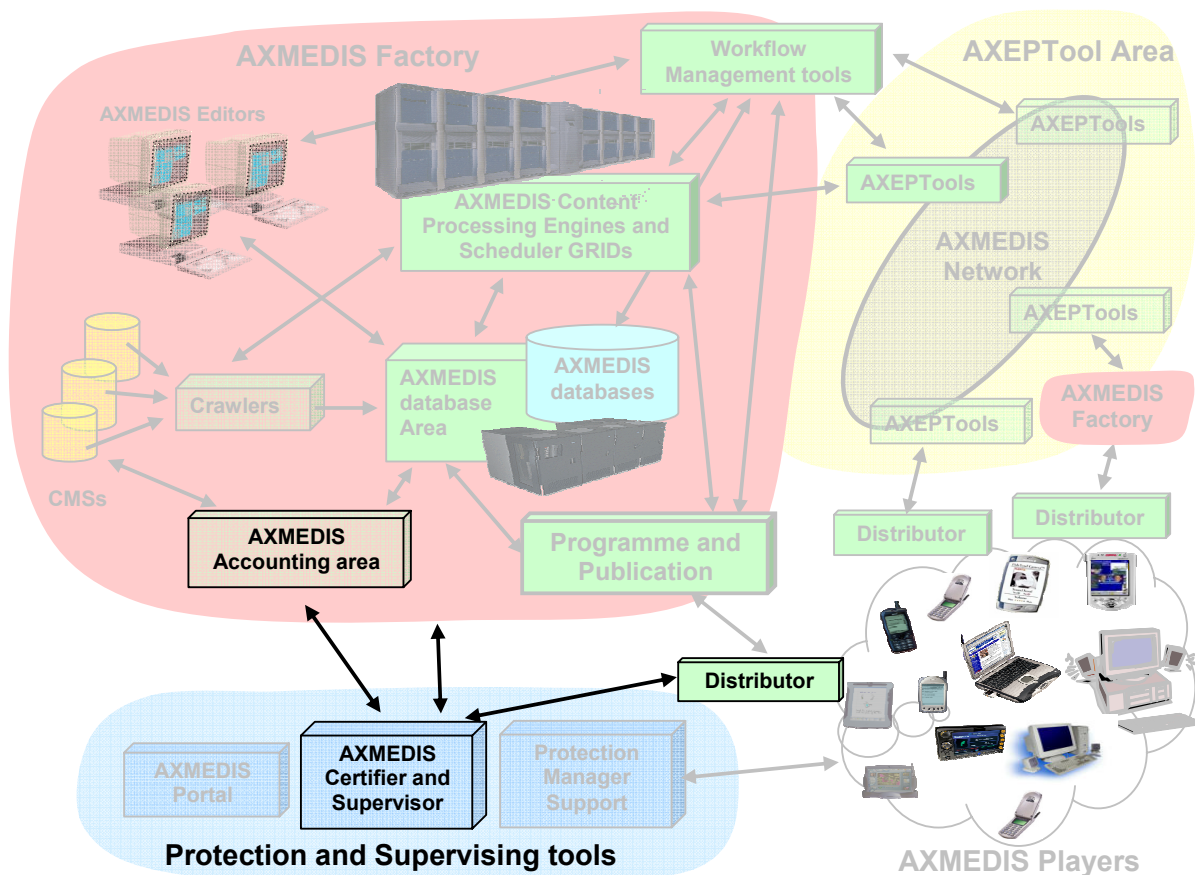 AXMEDIS Factory
Workflow
Management tools
AXEPTool Area
AXMEDIS Editors
AXEPTools
AXEPTools
AXMEDIS Content
Processing Engines and
Scheduler GRIDs
AXMEDIS
Network
AXEPTools
AXMEDIS
database
Area
AXMEDIS
databases
Crawlers
AXMEDIS
Factory
AXEPTools
CMSs
Distributor
Distributor
AXMEDIS
Accounting area
Programme and
Publication
Distributor
AXMEDIS
Portal
AXMEDIS
Certifier and
Supervisor
Protection
Manager
Support
Protection and Supervising tools
AXMEDIS Players